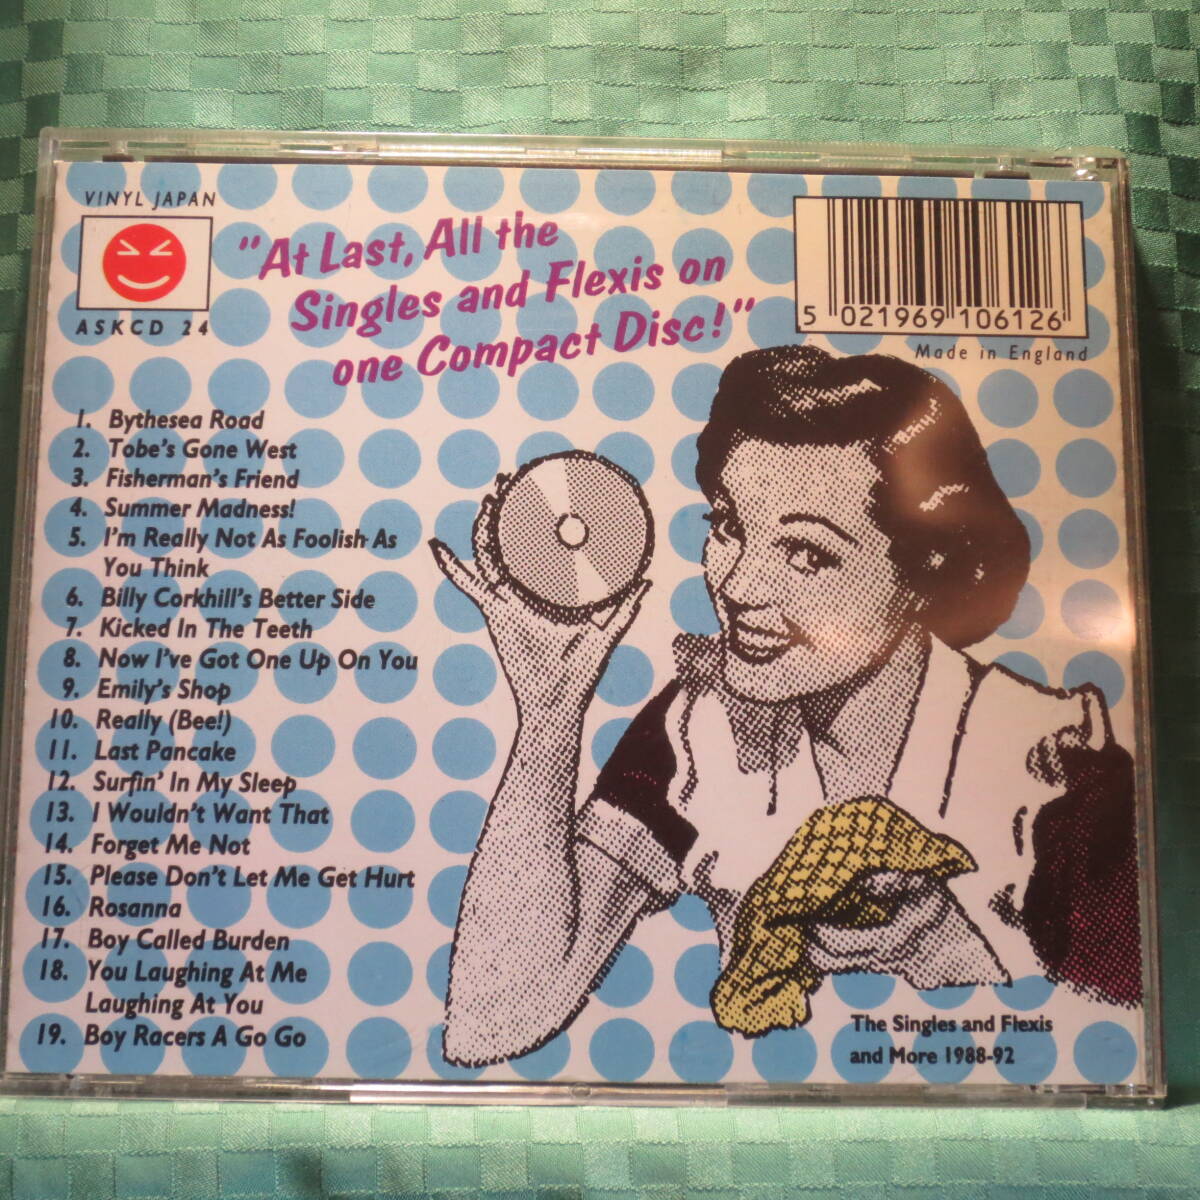 VINYL JAPAN
ASKCD 24
"At Last, All the
Singles and Flexis on
one Compact Disc!"
5 021969 106126
Made in England
1. Bythesea Road
2. Tobe's Gone West
3. Fisherman's Friend
4. Summer Madness!
5. I'm Really Not As Foolish As
You Think
6. Billy Corkhill's Better Side
7. Kicked In The Teeth
8. Now I've Got One Up On You
9. Emily's Shop
10. Really (Bee!)
11. Last Pancake
12. Surfin' In My Sleep
13. I Wouldn't Want That
14. Forget Me Not
15. Please Don't Let Me Get Hurt
16. Rosanna
17. Boy Called Burden
18. You Laughing At Me
Laughing At You
19. Boy Racers A Go Go
The Singles and Flexis
and More 1988-92